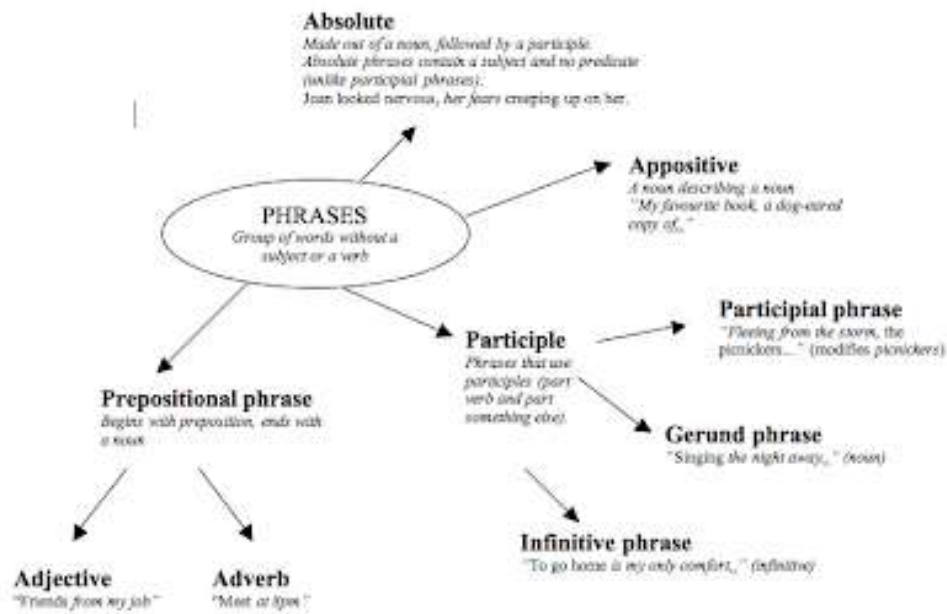 Absolute
Made out of a noun, followed by a participle.
Absolute phrases contain a subject and no predicate
(unlike participial phrases).
Joan looked nervous, her fears creeping up on her.
Appositive
A noun describing a noun
"My favourite book, a dog-eared
copy of,,"
PHRASES
Group of words without a
subject or a verb
Participial phrase
"Fleeing from the storm, the
picnickers..." (modifies picnickers)
Participle
Phrases that use
participles (part
verb and part
something else).
Prepositional phrase
Begins with preposition, ends with
a noun
Gerund phrase
"Singing the night away,," (noun)
Infinitive phrase
"To go home is my only comfort,," (infinitive)
Adjective
"Friends from my job"
Adverb
"Meet at 8pm"